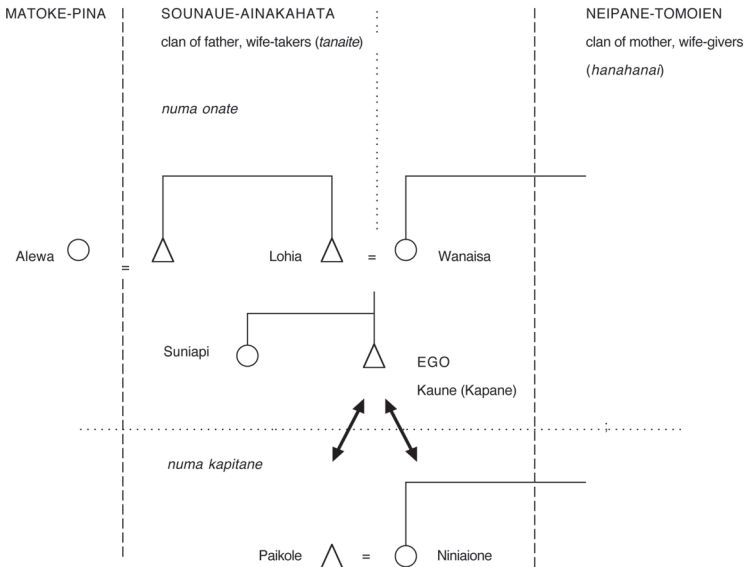 MATOKE-PINA
SOUNAUE-AINAKAHATA
clan of father, wife-takers (tanaite)
NEIPANE-TOMOIEN
clan of mother, wife-givers
(hanahanai)
numa onate
Alewa
=
Lohia
=
Wanaisa
Suniapi
EGO
Kaune (Kapane)
numa kapitane
Paikole
=
Niniaione